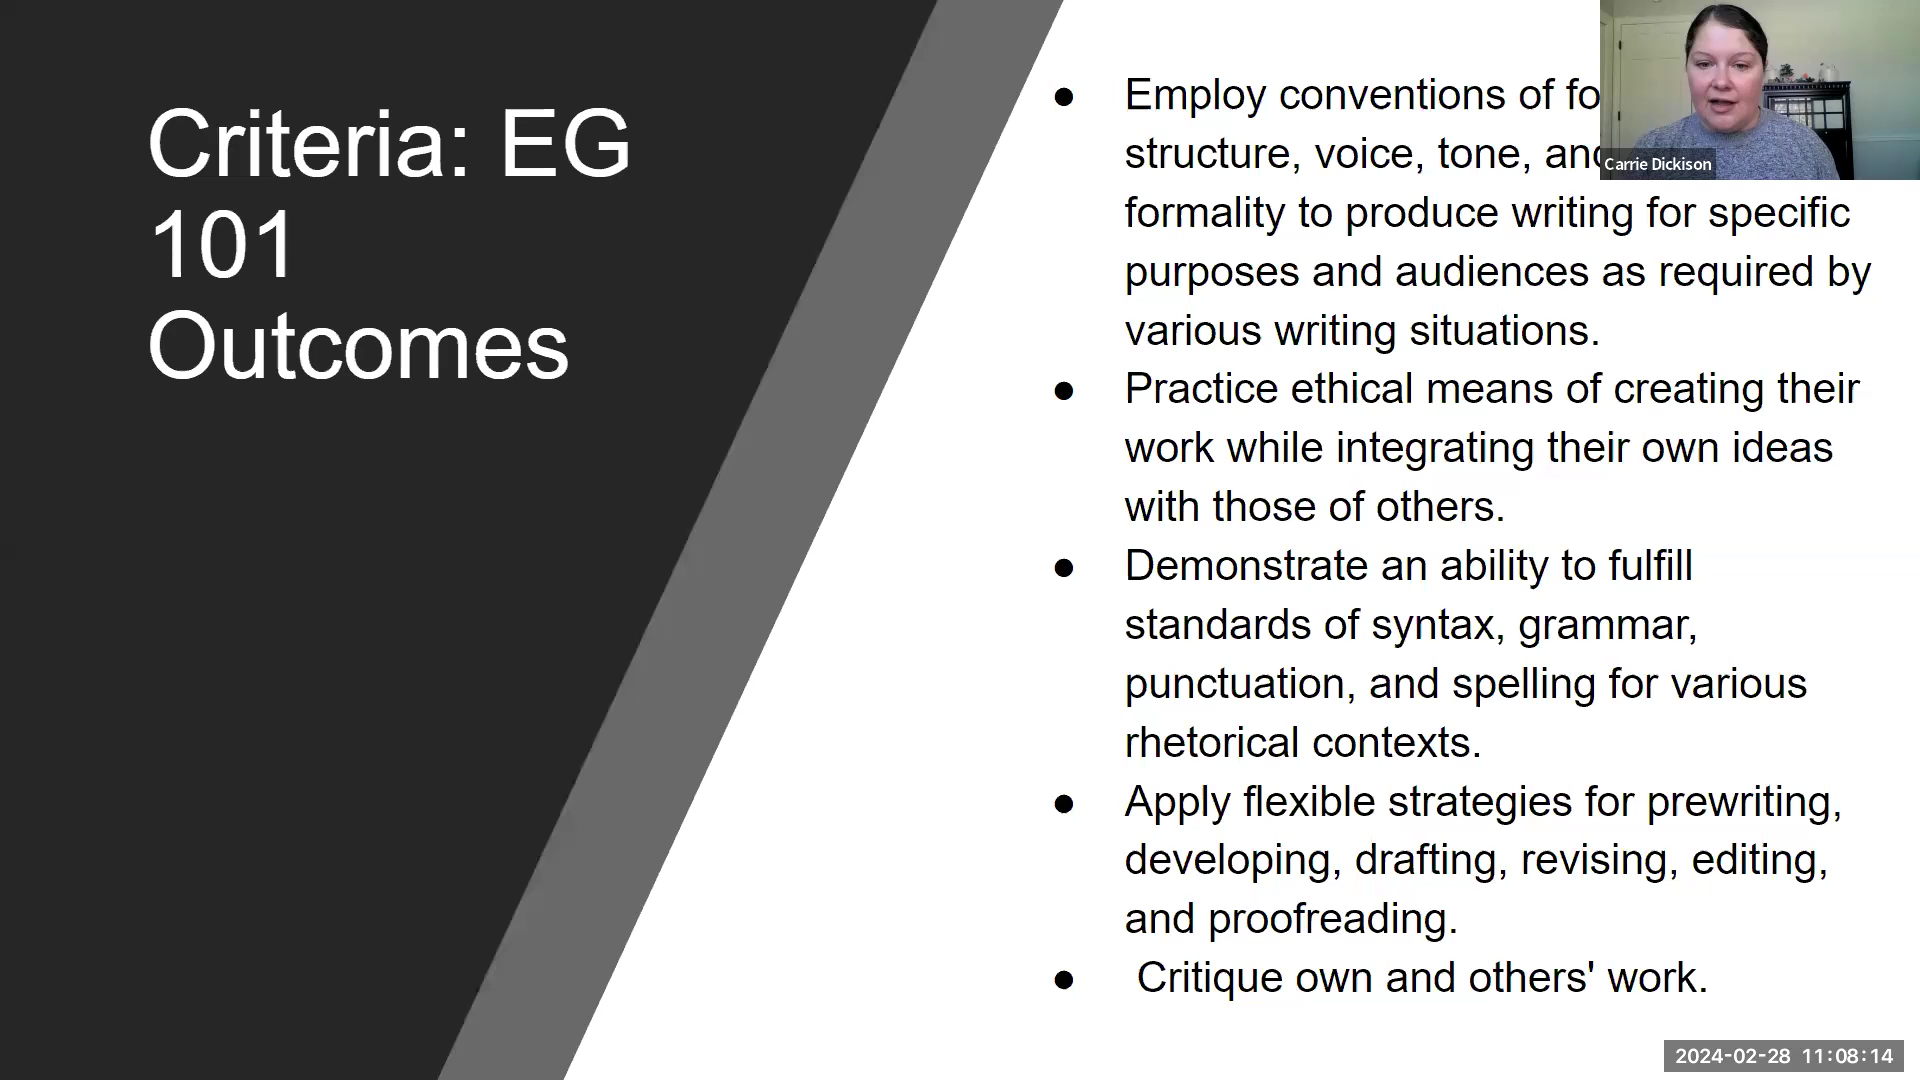 Criteria: EG
101
Outcomes
● Employ conventions of
structure, voice, tone,
formality to produce writing for specific
purposes and audiences as required by
various writing situations.
● Practice ethical means of creating their
work while integrating their own ideas
with those of others.
● Demonstrate an ability to fulfill
standards of syntax, grammar,
punctuation, and spelling for various
rhetorical contexts.
● Apply flexible strategies for prewriting,
developing, drafting, revising, editing,
and proofreading.
● Critique own and others' work.
Carrie Dickison
2024-02-28 11:08:14